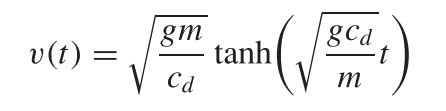 v(t) = √(gm/c_d) tanh(√(gc_d/m) t)